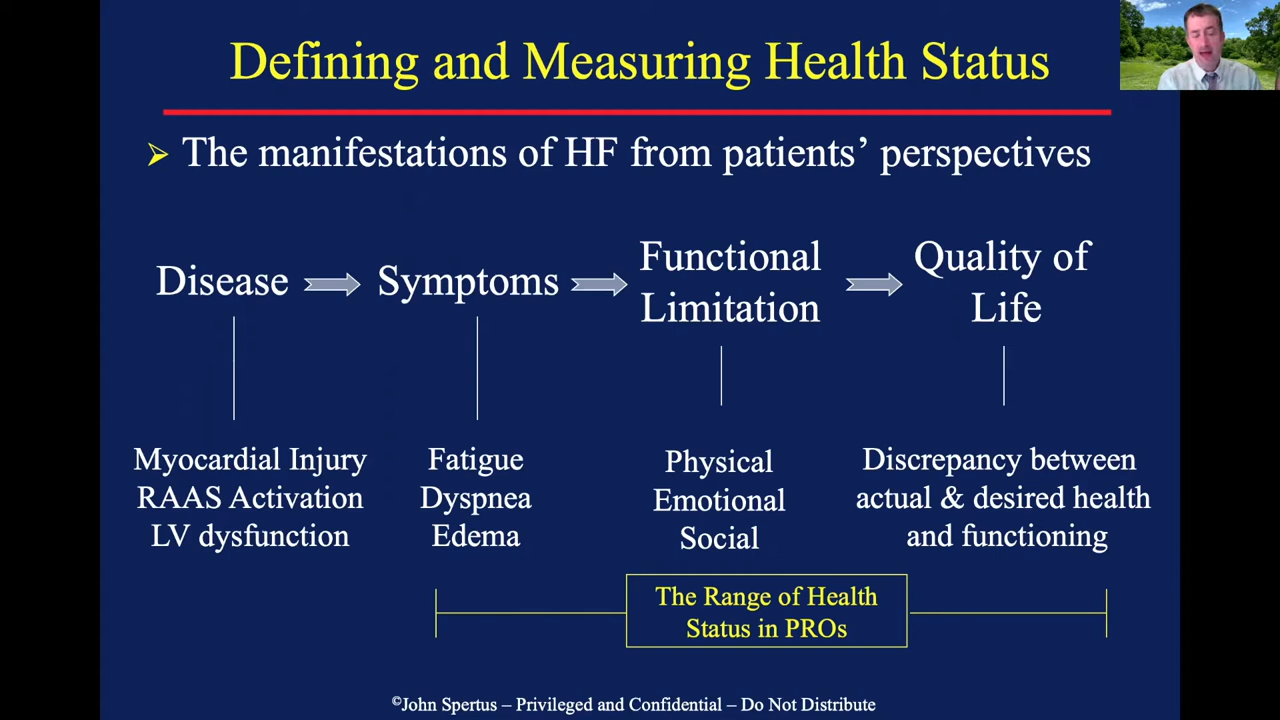 Defining and Measuring Health Status
➢ The manifestations of HF from patients’ perspectives
Disease
Symptoms
Functional
Limitation
Quality of
Life
Myocardial Injury
RAAS Activation
LV dysfunction
Fatigue
Dyspnea
Edema
Physical
Emotional
Social
Discrepancy between
actual & desired health
and functioning
The Range of Health
Status in PROs
©John Spertus – Privileged and Confidential – Do Not Distribute